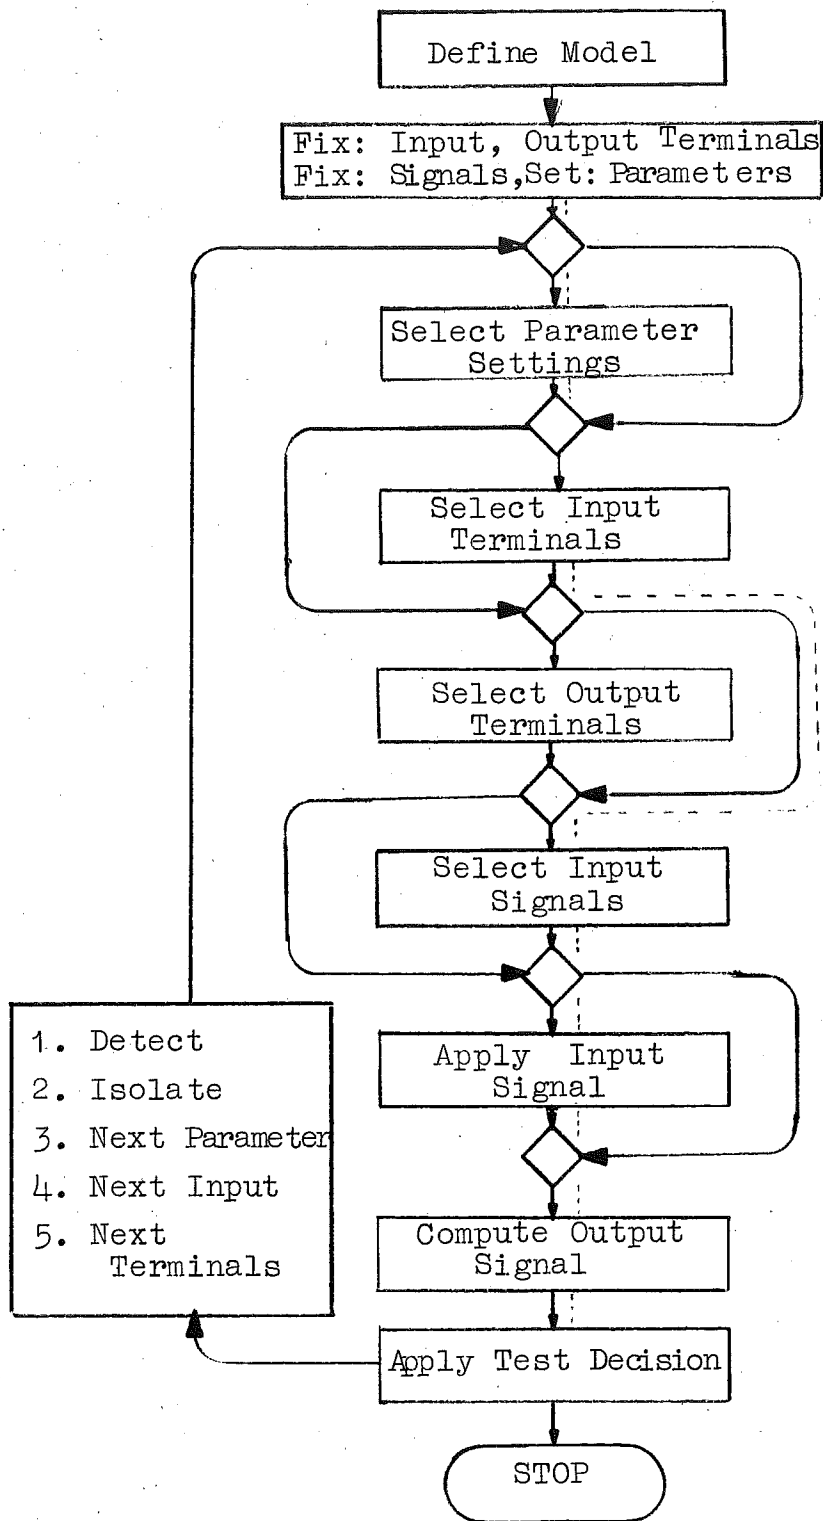 Define Model
Fix: Input, Output Terminals
Fix: Signals,Set: Parameters
Select Parameter
Settings
Select Input
Terminals
Select Output
Terminals
Select Input
Signals
1. Detect
2. Isolate
3. Next Parameter
4. Next Input
5. Next
Terminals
Apply Input
Signal
Compute Output
Signal
Apply Test Decision
STOP